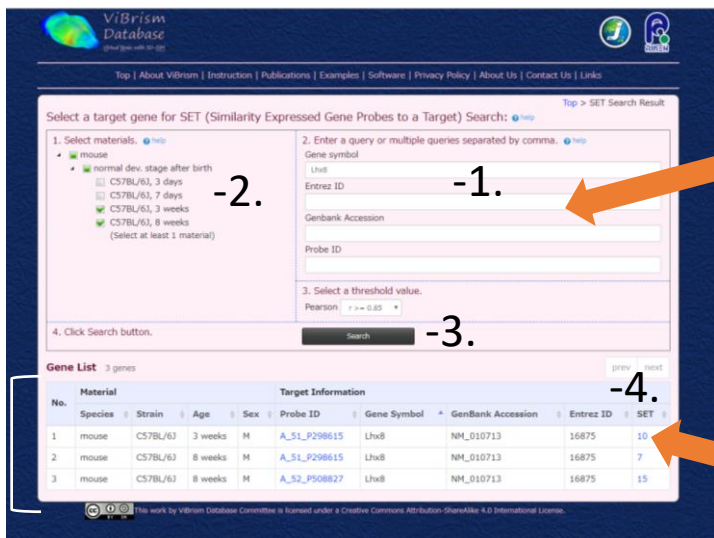 ViBrism
Database
Top | About ViBrism | Instruction | Publications | Examples | Software | Privacy Policy | About Us | Contact Us | Links
Top > SET Search Result
Select a target gene for SET (Similarity Expressed Gene Probes to a Target) Search: help
1. Select materials. help
mouse
normal dev. stage after birth
C57BL/6J, 3 days
C57BL/6J, 7 days
C57BL/6J, 3 weeks
C57BL/6J, 8 weeks
(Select at least 1 material)
-2.
2. Enter a query or multiple queries separated by comma. help
Gene symbol
Lhx8
-1.
Entrez ID
Genbank Accession
Probe ID
3. Select a threshold value.
Pearson r >= 0.85
4. Click Search button.
Search
-3.
Gene List 3 genes
prev next
-4.
No. Material Target Information
Species Strain Age Sex Probe ID Gene Symbol GenBank Accession Entrez ID SET
1 mouse C57BL/6J 3 weeks M A_51_P298615 Lhx8 NM_010713 16875 10
2 mouse C57BL/6J 8 weeks M A_51_P298615 Lhx8 NM_010713 16875 7
3 mouse C57BL/6J 8 weeks M A_52_P508827 Lhx8 NM_010713 16875 15
This work by ViBrism Database Committee is licensed under a Creative Commons Attribution-ShareAlike 4.0 International License.